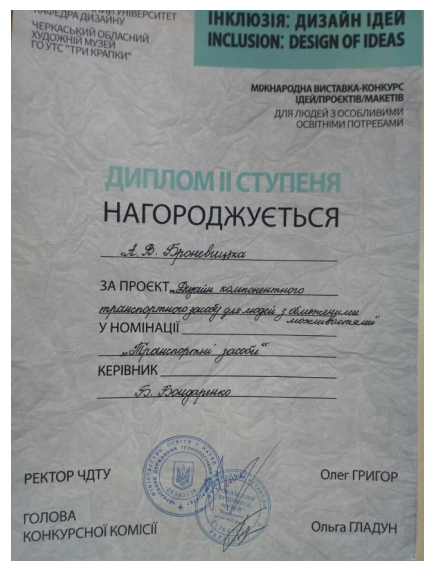 УНІВЕРСИТЕТ
КАФЕДРА ДИЗАЙНУ
ЧЕРКАСЬКИЙ ОБЛАСНИЙ
ХУДОЖНІЙ МУЗЕЙ
ГО УТС "ТРИ КРАПКИ"
ІНКЛЮЗІЯ: ДИЗАЙН ІДЕЙ
INCLUSION: DESIGN OF IDEAS
МІЖНАРОДНА ВИСТАВКА-КОНКУРС
ІДЕЙ/ПРОЄКТІВ/МАКЕТІВ
ДЛЯ ЛЮДЕЙ З ОСОБЛИВИМИ
ОСВІТНІМИ ПОТРЕБАМИ
ДИПЛОМ ІІ СТУПЕНЯ
НАГОРОДЖУЄТЬСЯ
А. В. Броневицька
ЗА ПРОЄКТ „Дизайн компонентного
транспортного засобу для людей з обмеженими
можливостями"
У НОМІНАЦІЇ
„Транспортні засоби"
КЕРІВНИК
Б. Бондаренко
РЕКТОР ЧДТУ
Олег ГРИГОР
ГОЛОВА
КОНКУРСНОЇ КОМІСІЇ
Ольга ГЛАДУН